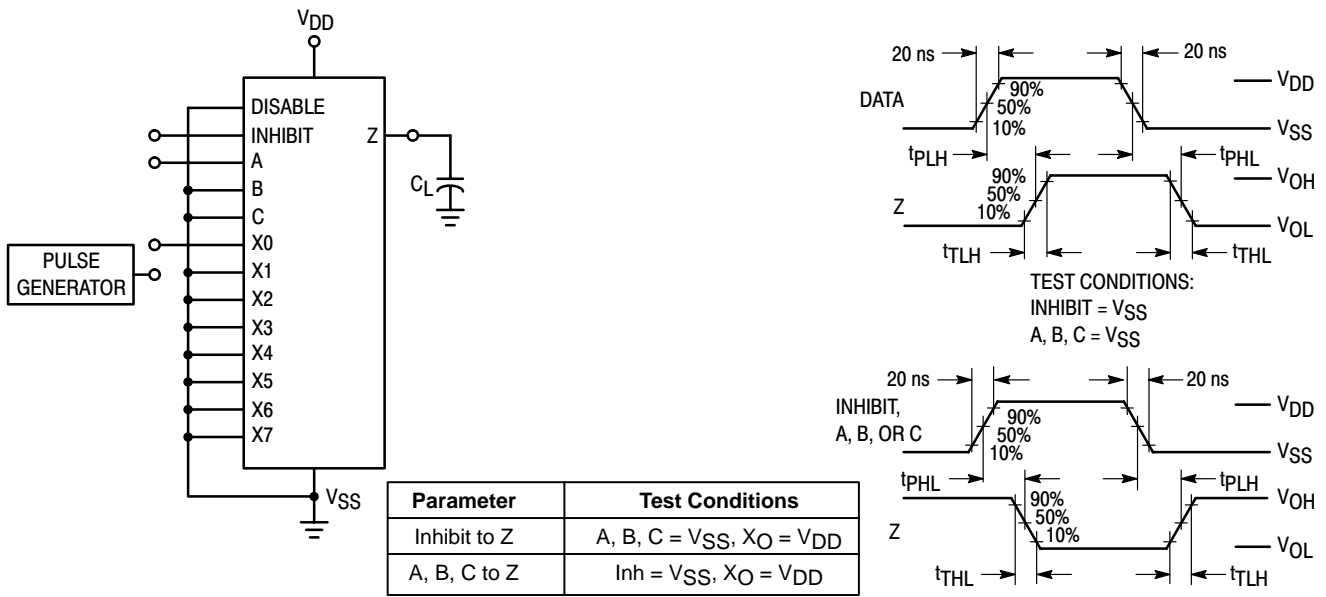 VDD
DISABLE
INHIBIT
Z
A
B
C
CL
X0
PULSE
GENERATOR
X1
X2
X3
X4
X5
X6
X7
VSS
Parameter Test Conditions
Inhibit to Z A, B, C = VSS, XO = VDD
A, B, C to Z Inh = VSS, XO = VDD
20 ns 20 ns
VDD
DATA
90%
50%
10%
VSS
tPLH tPHL
90%
50%
10%
VOH
Z
VOL
tTLH tTHL
TEST CONDITIONS:
INHIBIT = VSS
A, B, C = VSS
20 ns 20 ns
INHIBIT,
A, B, OR C
90%
50%
10%
VDD
VSS
tPHL tPLH
90%
50%
10%
VOH
Z
VOL
tTHL tTLH